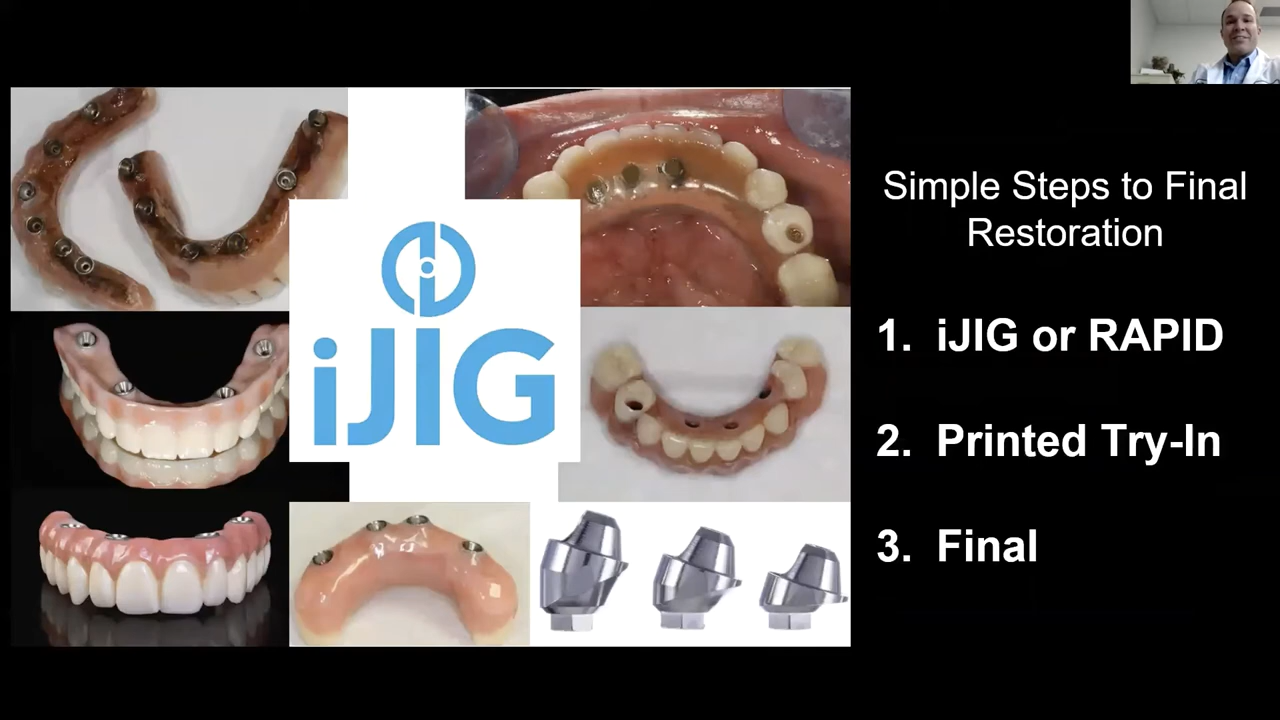 iJIG
Simple Steps to Final
Restoration
1. iJIG or RAPID
2. Printed Try-In
3. Final